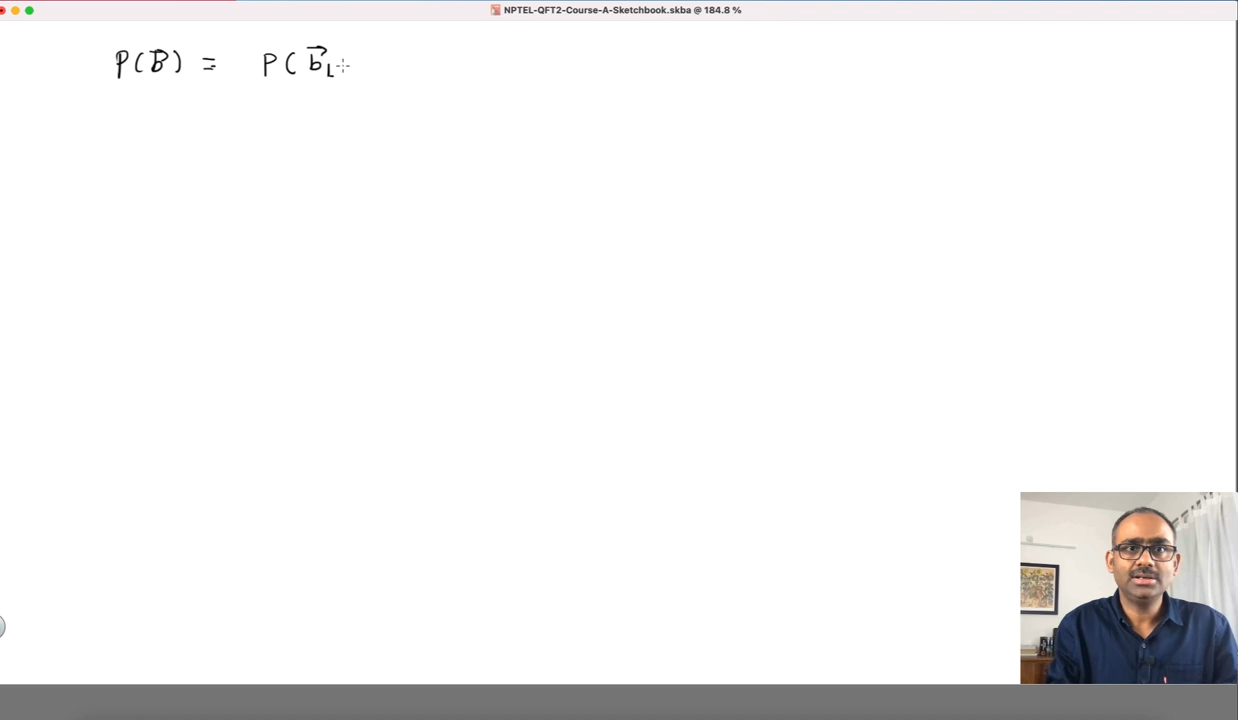 NPTEL-QFT2-Course-A-Sketchbook.skba @ 184.8 %
P(B⃗) = P( b⃗L